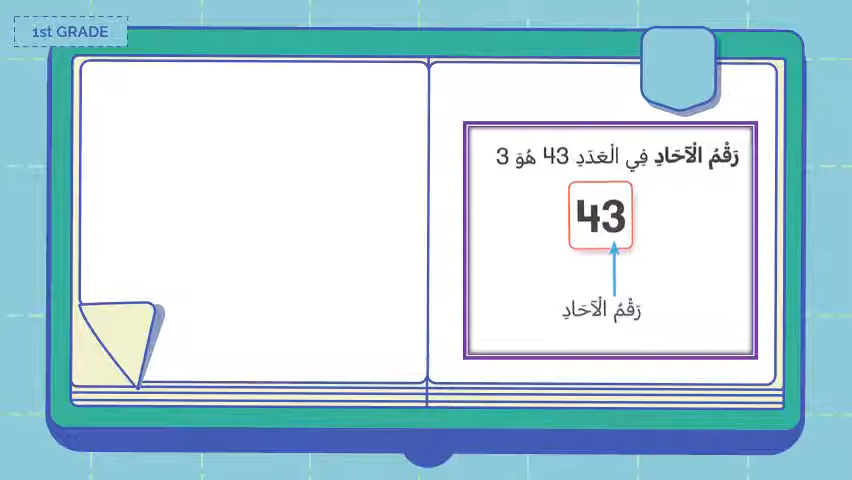 1st GRADE
رَقْمُ الْآحَادِ فِي الْعَدَدِ 43 هُوَ 3
43
رَقْمُ الْآحَادِ